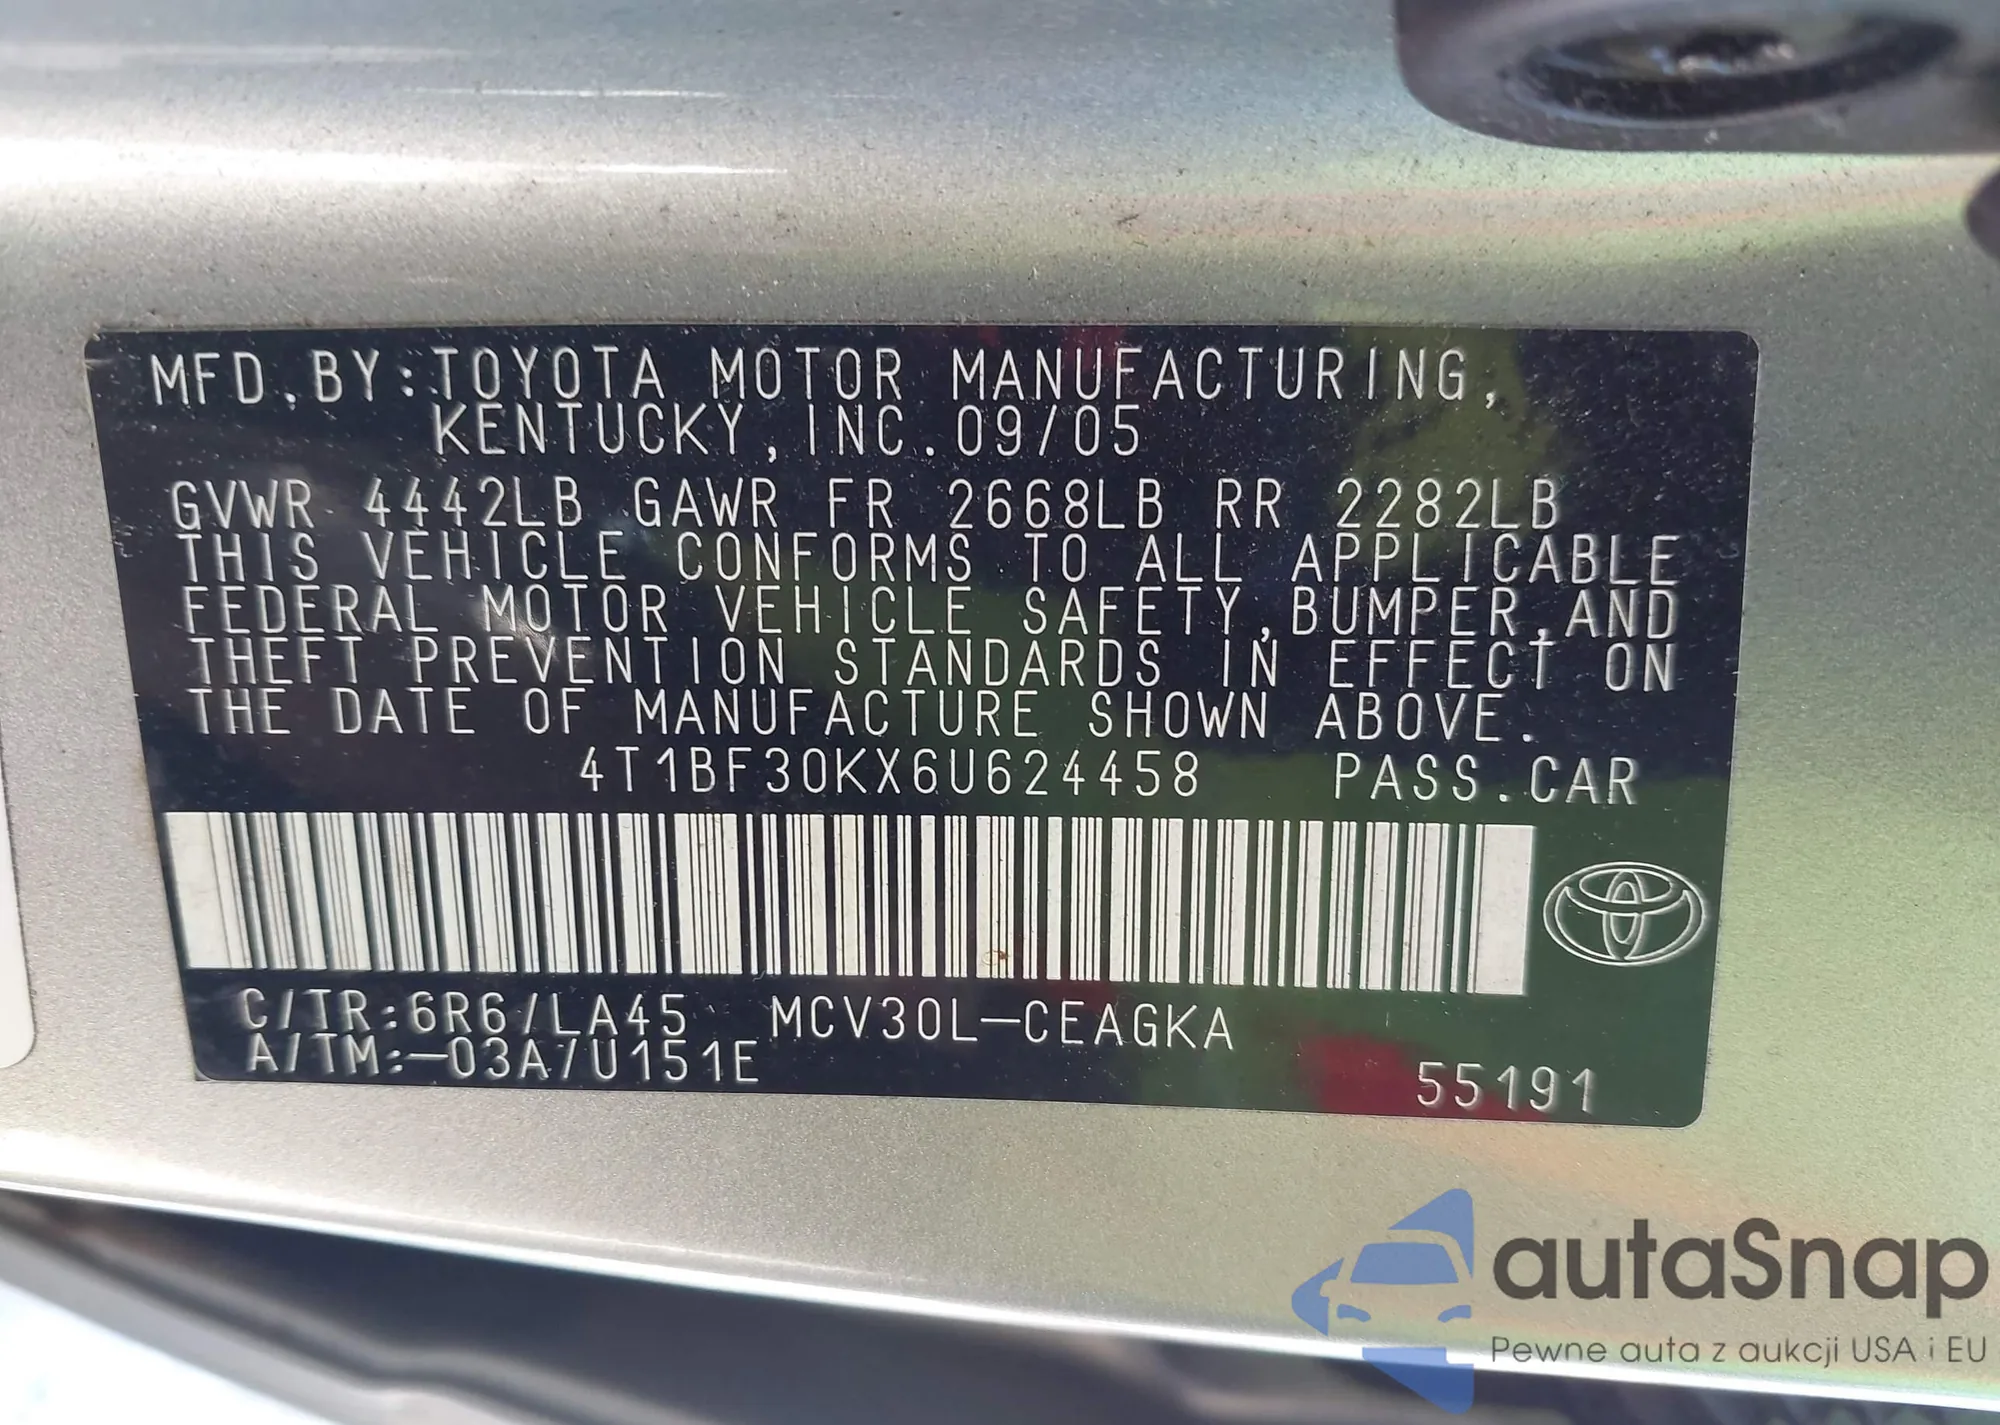 MFD.BY:TOYOTA MOTOR MANUFACTURING,
KENTUCKY,INC.09/05
GVWR 4442LB GAWR FR 2668LB RR 2282LB
THIS VEHICLE CONFORMS TO ALL APPLICABLE
FEDERAL MOTOR VEHICLE SAFETY,BUMPER,AND
THEFT PREVENTION STANDARDS IN EFFECT ON
THE DATE OF MANUFACTURE SHOWN ABOVE.
4T1BF30KX6U624458 PASS.CAR
C/TR:6R6/LA45 MCV30L-CEAGKA
A/TM:-03A/U151E
55191
autaSnap
Pewne auta z aukcji USA i EU